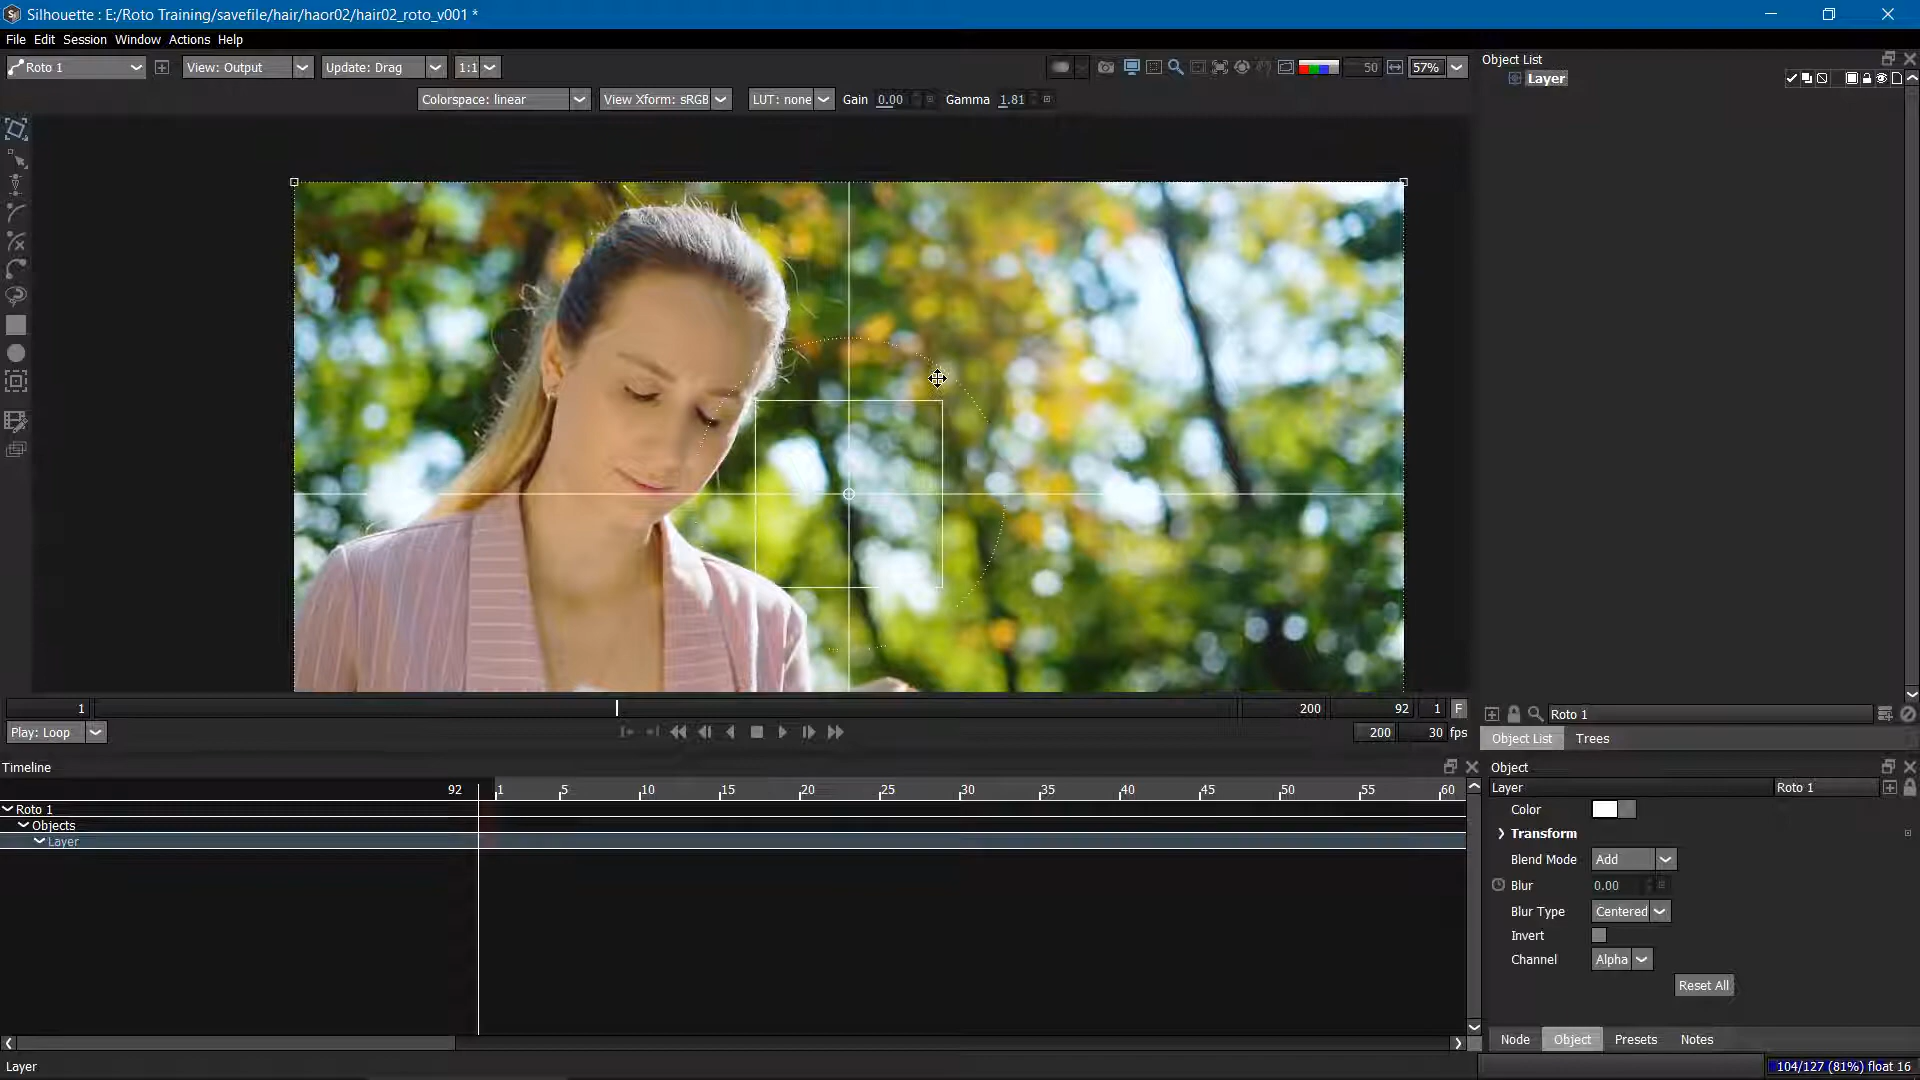 Silhouette : E:/Roto Training/savefile/hair/haor02/hair02_roto_v001 *
File Edit Session Window Actions Help
Roto 1 View: Output Update: Drag 1:1 50 57%
Colorspace: linear View Xform: sRGB LUT: none Gain 0.00 Gamma 1.81
Object List
Layer
1 200 92 1 F
Play: Loop 200 30 fps
Roto 1
Object List Trees
Timeline
92 1 5 10 15 20 25 30 35 40 45 50 55 60
Roto 1
Objects
Layer
Object
Layer Roto 1
Color
Transform
Blend Mode Add
Blur 0.00
Blur Type Centered
Invert
Channel Alpha
Reset All
Node Object Presets Notes
Layer 104/127 (81%) float 16